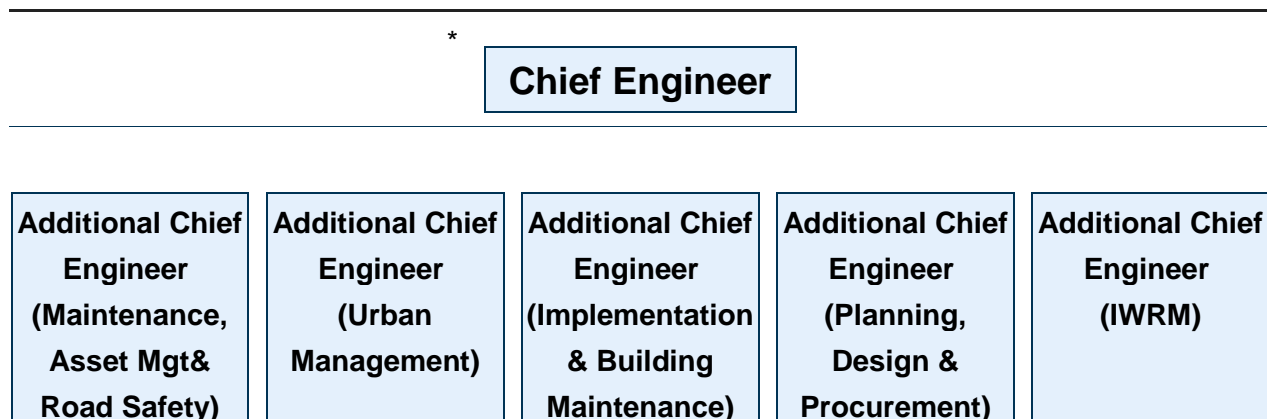 *
Chief Engineer
Additional Chief
Engineer
(Maintenance,
Asset Mgt&
Road Safety)
Additional Chief
Engineer
(Urban
Management)
Additional Chief
Engineer
(Implementation
& Building
Maintenance)
Additional Chief
Engineer
(Planning,
Design &
Procurement)
Additional Chief
Engineer
(IWRM)